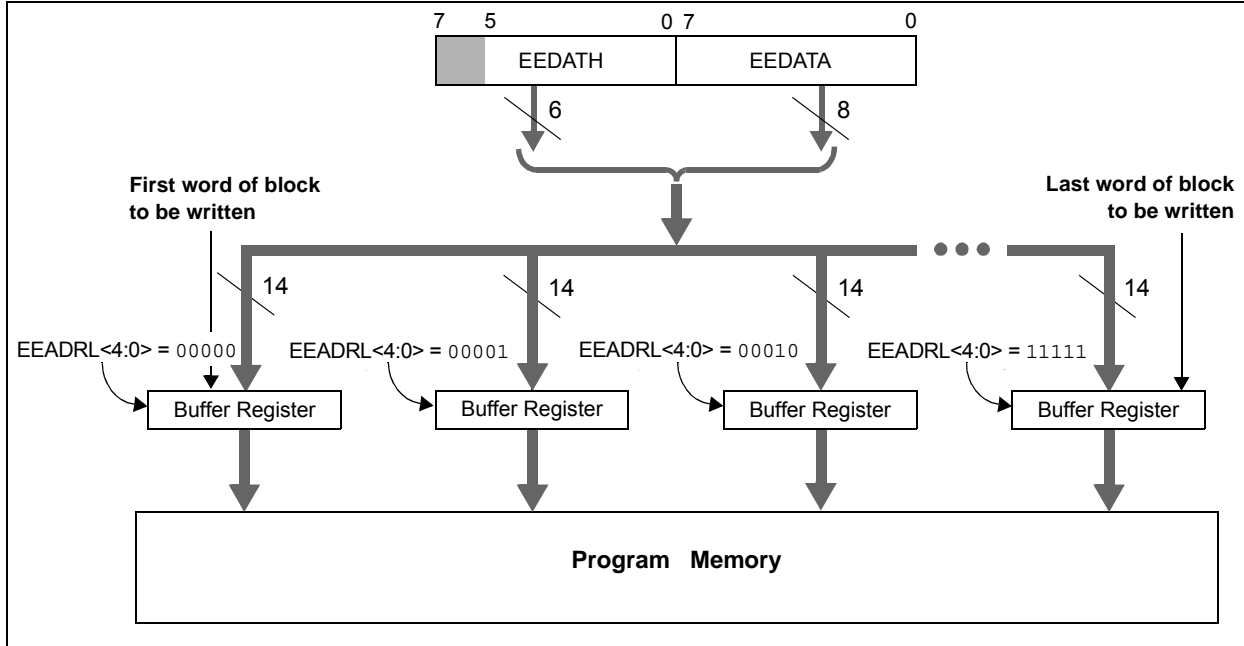 7 5 0 7 0
EEDATH EEDATA
6 8
First word of block
to be written
Last word of block
to be written
14 14 14 14
EEADRL<4:0> = 00000 EEADRL<4:0> = 00001 EEADRL<4:0> = 00010 EEADRL<4:0> = 11111
Buffer Register Buffer Register Buffer Register Buffer Register
Program Memory